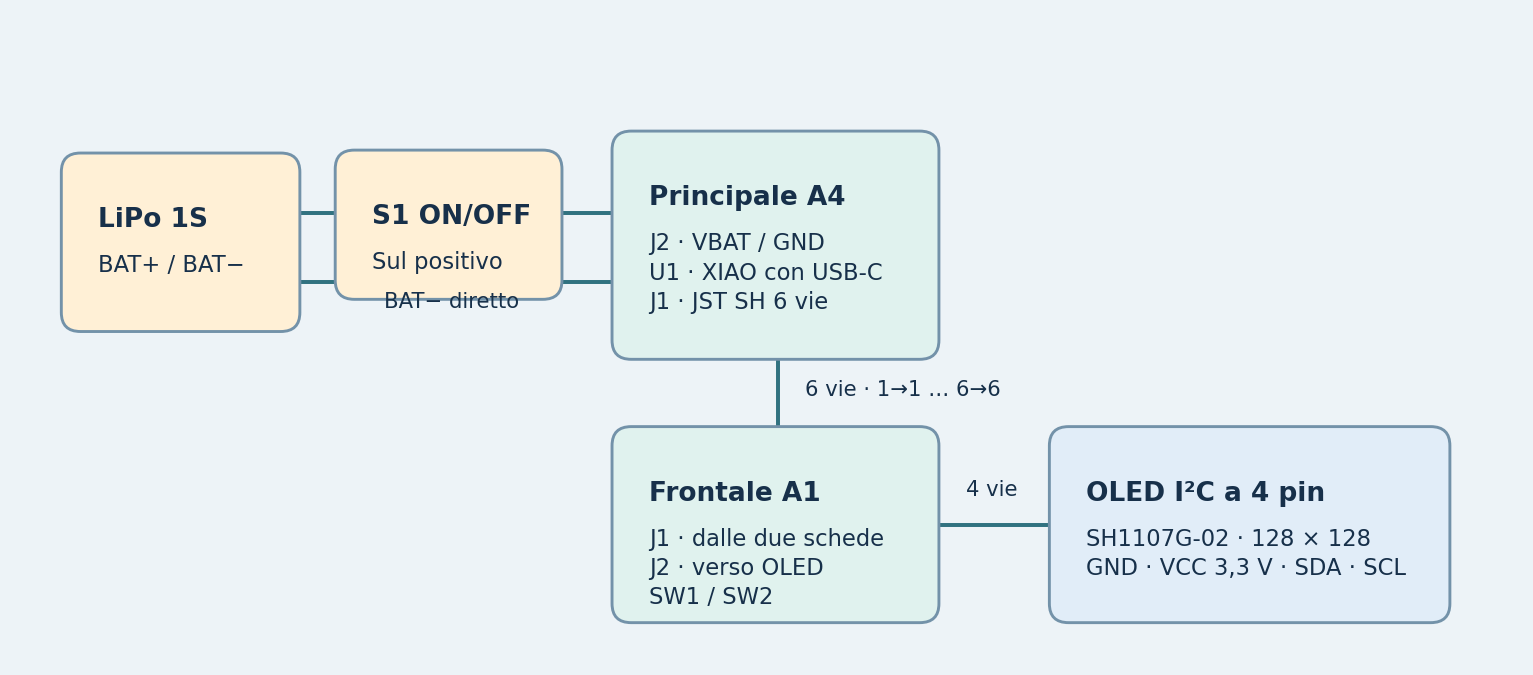 LiPo 1S
BAT+ / BAT−
S1 ON/OFF
Sul positivo
BAT− diretto
Principale A4
J2 · VBAT / GND
U1 · XIAO con USB-C
J1 · JST SH 6 vie
6 vie · 1→1 … 6→6
Frontale A1
J1 · dalle due schede
J2 · verso OLED
SW1 / SW2
4 vie
OLED I²C a 4 pin
SH1107G-02 · 128 × 128
GND · VCC 3,3 V · SDA · SCL